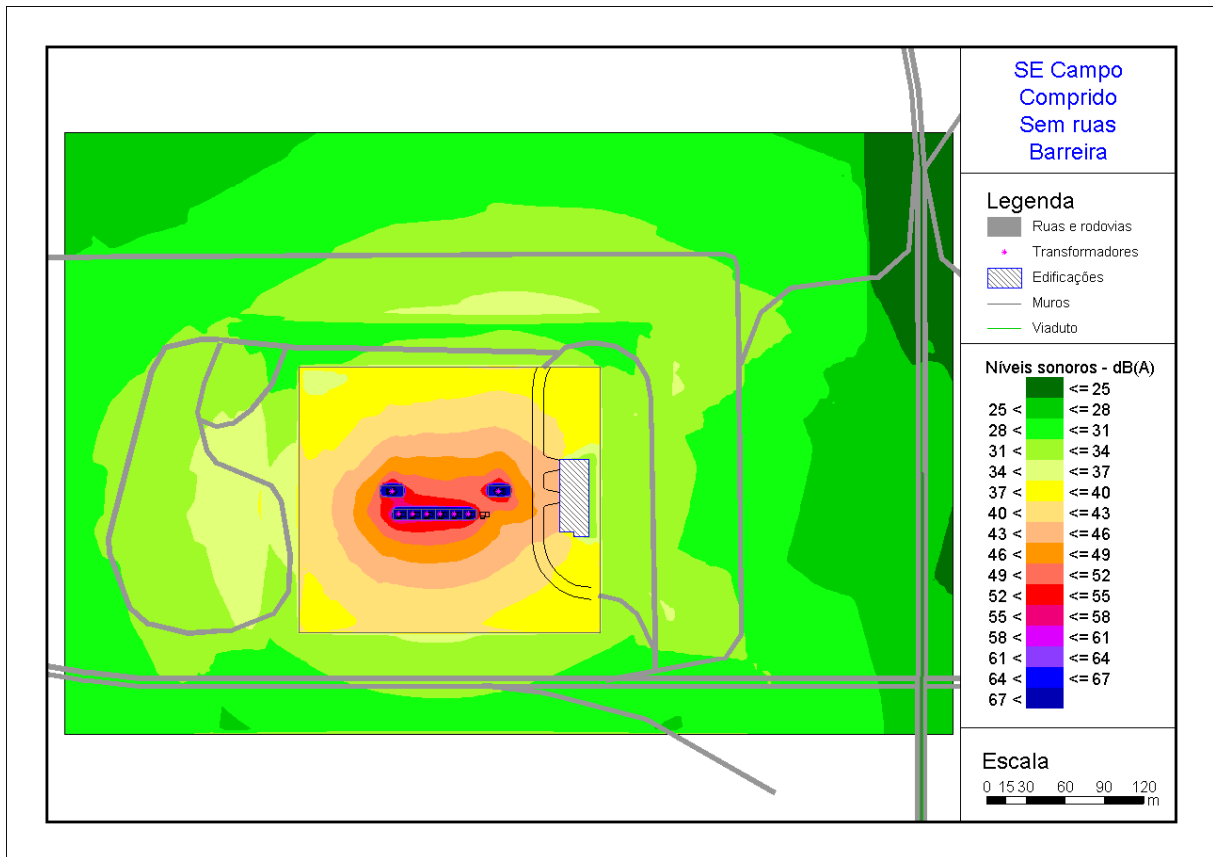 SE Campo
Comprido
Sem ruas
Barreira
Legenda
Ruas e rodovias
Transformadores
Edificações
Muros
Viaduto
Níveis sonoros - dB(A)
<= 25
25 < <= 28
28 < <= 31
31 < <= 34
34 < <= 37
37 < <= 40
40 < <= 43
43 < <= 46
46 < <= 49
49 < <= 52
52 < <= 55
55 < <= 58
58 < <= 61
61 < <= 64
64 < <= 67
67 <
Escala
0 15 30 60 90 120
m